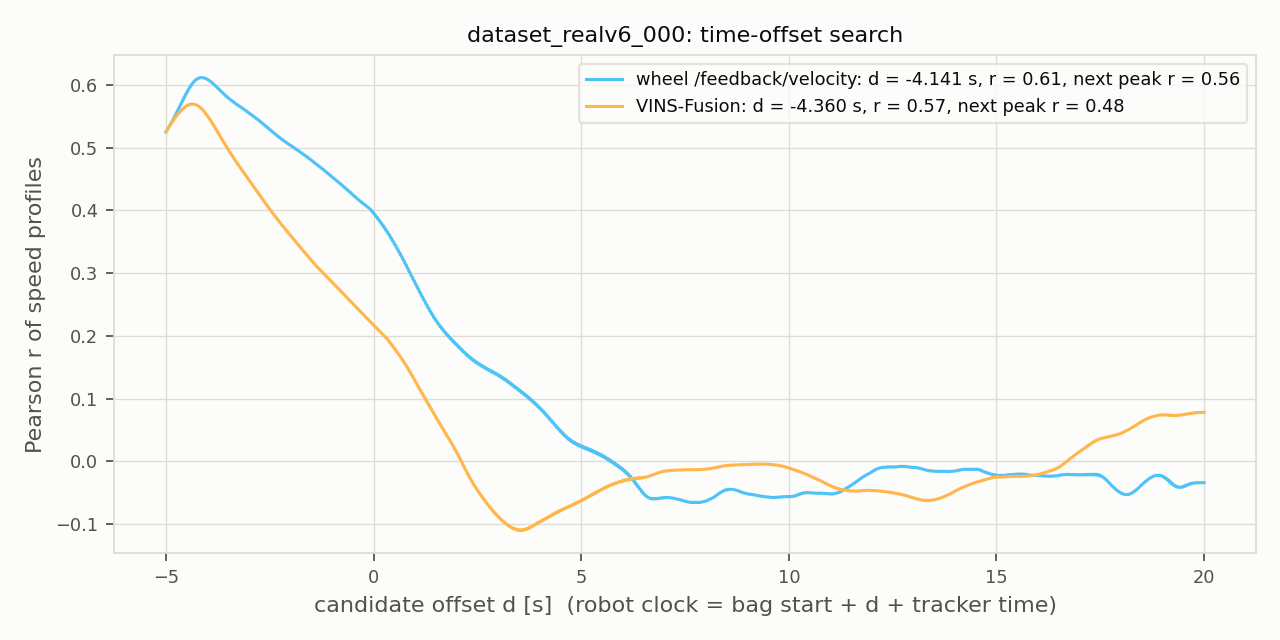 dataset_realv6_000: time-offset search
wheel /feedback/velocity: d = -4.141 s, r = 0.61, next peak r = 0.56
VINS-Fusion: d = -4.360 s, r = 0.57, next peak r = 0.48
Pearson r of speed profiles
0.6
0.5
0.4
0.3
0.2
0.1
0.0
−0.1
−5
0
5
10
15
20
candidate offset d [s]  (robot clock = bag start + d + tracker time)